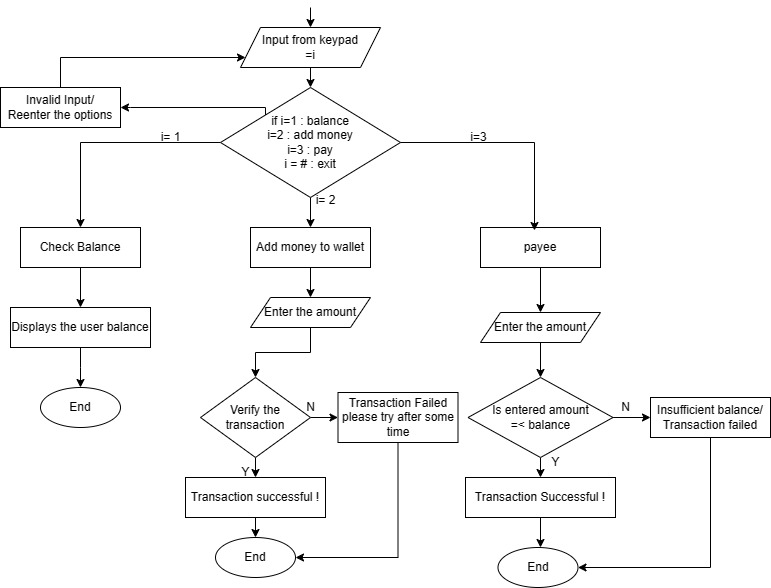 Input from keypad
=i
Invalid Input/
Reenter the options
if i=1 : balance
i=2 : add money
i=3 : pay
i = # : exit
i= 1
i=3
i= 2
Check Balance
Add money to wallet
payee
Displays the user balance
Enter the amount
Enter the amount
End
Verify the
transaction
N
Transaction Failed
please try after some
time
Is entered amount
=< balance
N
Insufficient balance/
Transaction failed
Y
Y
Transaction successful !
Transaction Successful !
End
End